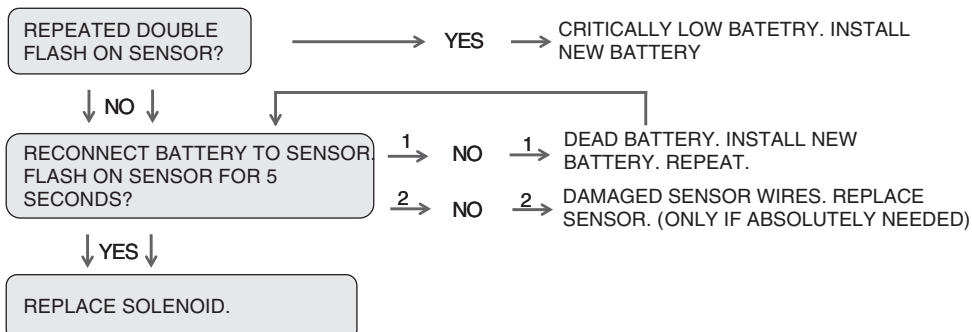 REPEATED DOUBLE
FLASH ON SENSOR?
YES
CRITICALLY LOW BATETRY. INSTALL
NEW BATTERY
NO
RECONNECT BATTERY TO SENSOR.
FLASH ON SENSOR FOR 5
SECONDS?
1
NO
1
DEAD BATTERY. INSTALL NEW
BATTERY. REPEAT.
2
NO
2
DAMAGED SENSOR WIRES. REPLACE
SENSOR. (ONLY IF ABSOLUTELY NEEDED)
YES
REPLACE SOLENOID.